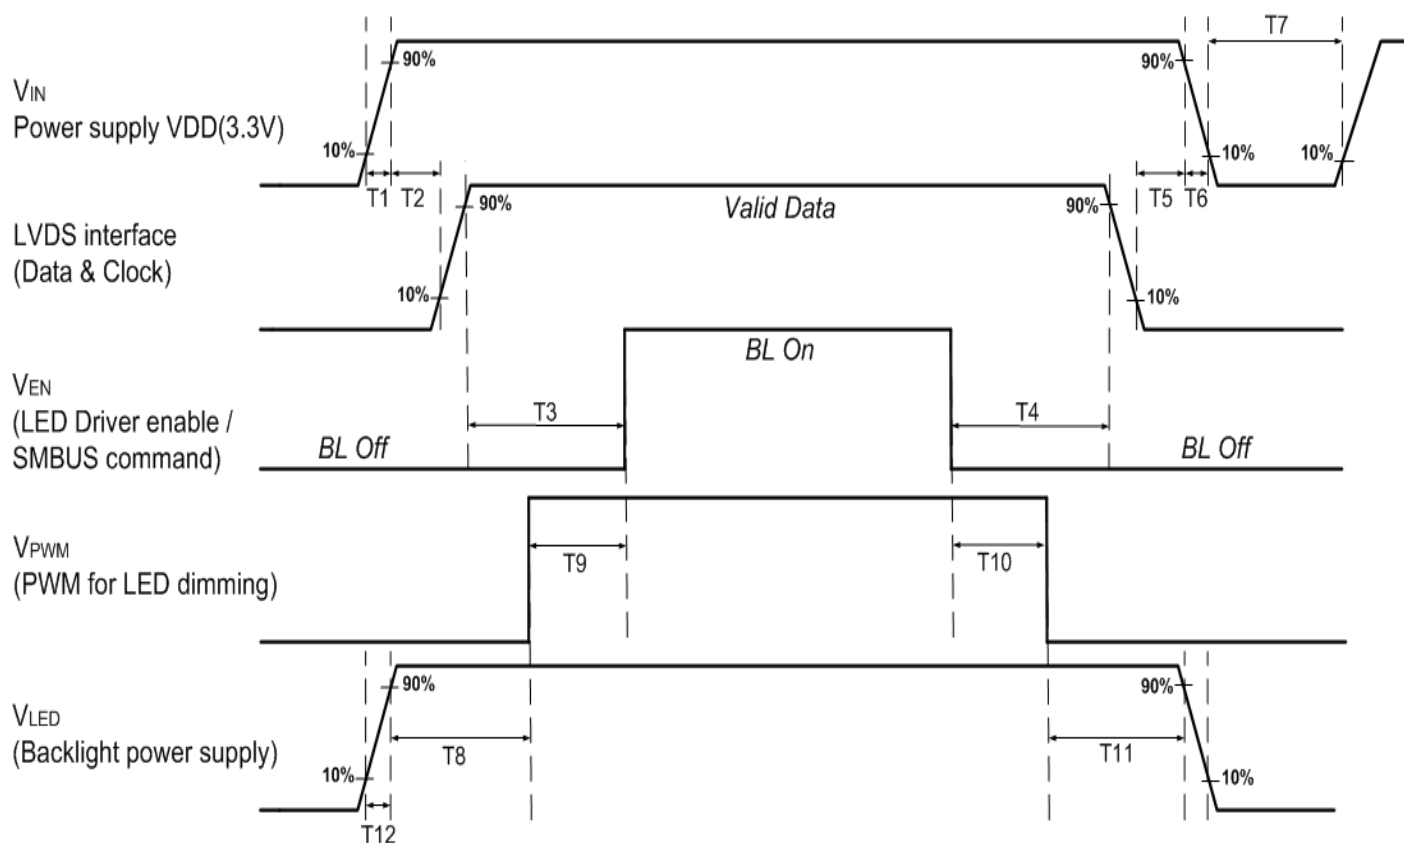 T7
90%
90%
VIN
Power supply VDD(3.3V)
10%
10%
10%
T1
T2
T5
T6
90%
Valid Data
90%
LVDS interface
(Data & Clock)
10%
10%
BL On
VEN
(LED Driver enable /
SMBUS command)
T3
T4
BL Off
BL Off
VPWM
(PWM for LED dimming)
T9
T10
90%
90%
VLED
(Backlight power supply)
T8
T11
10%
10%
T12